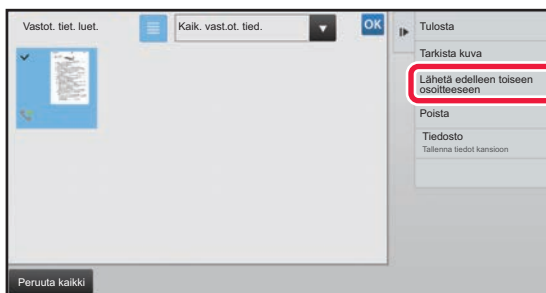 Vastot. tiet. luet.
Kaik. vast.ot. tied.
OK
Tulosta
Tarkista kuva
Lähetä edelleen toiseen
osoitteeseen
Poista
Tiedosto
Tallenna tiedot kansioon
Peruuta kaikki